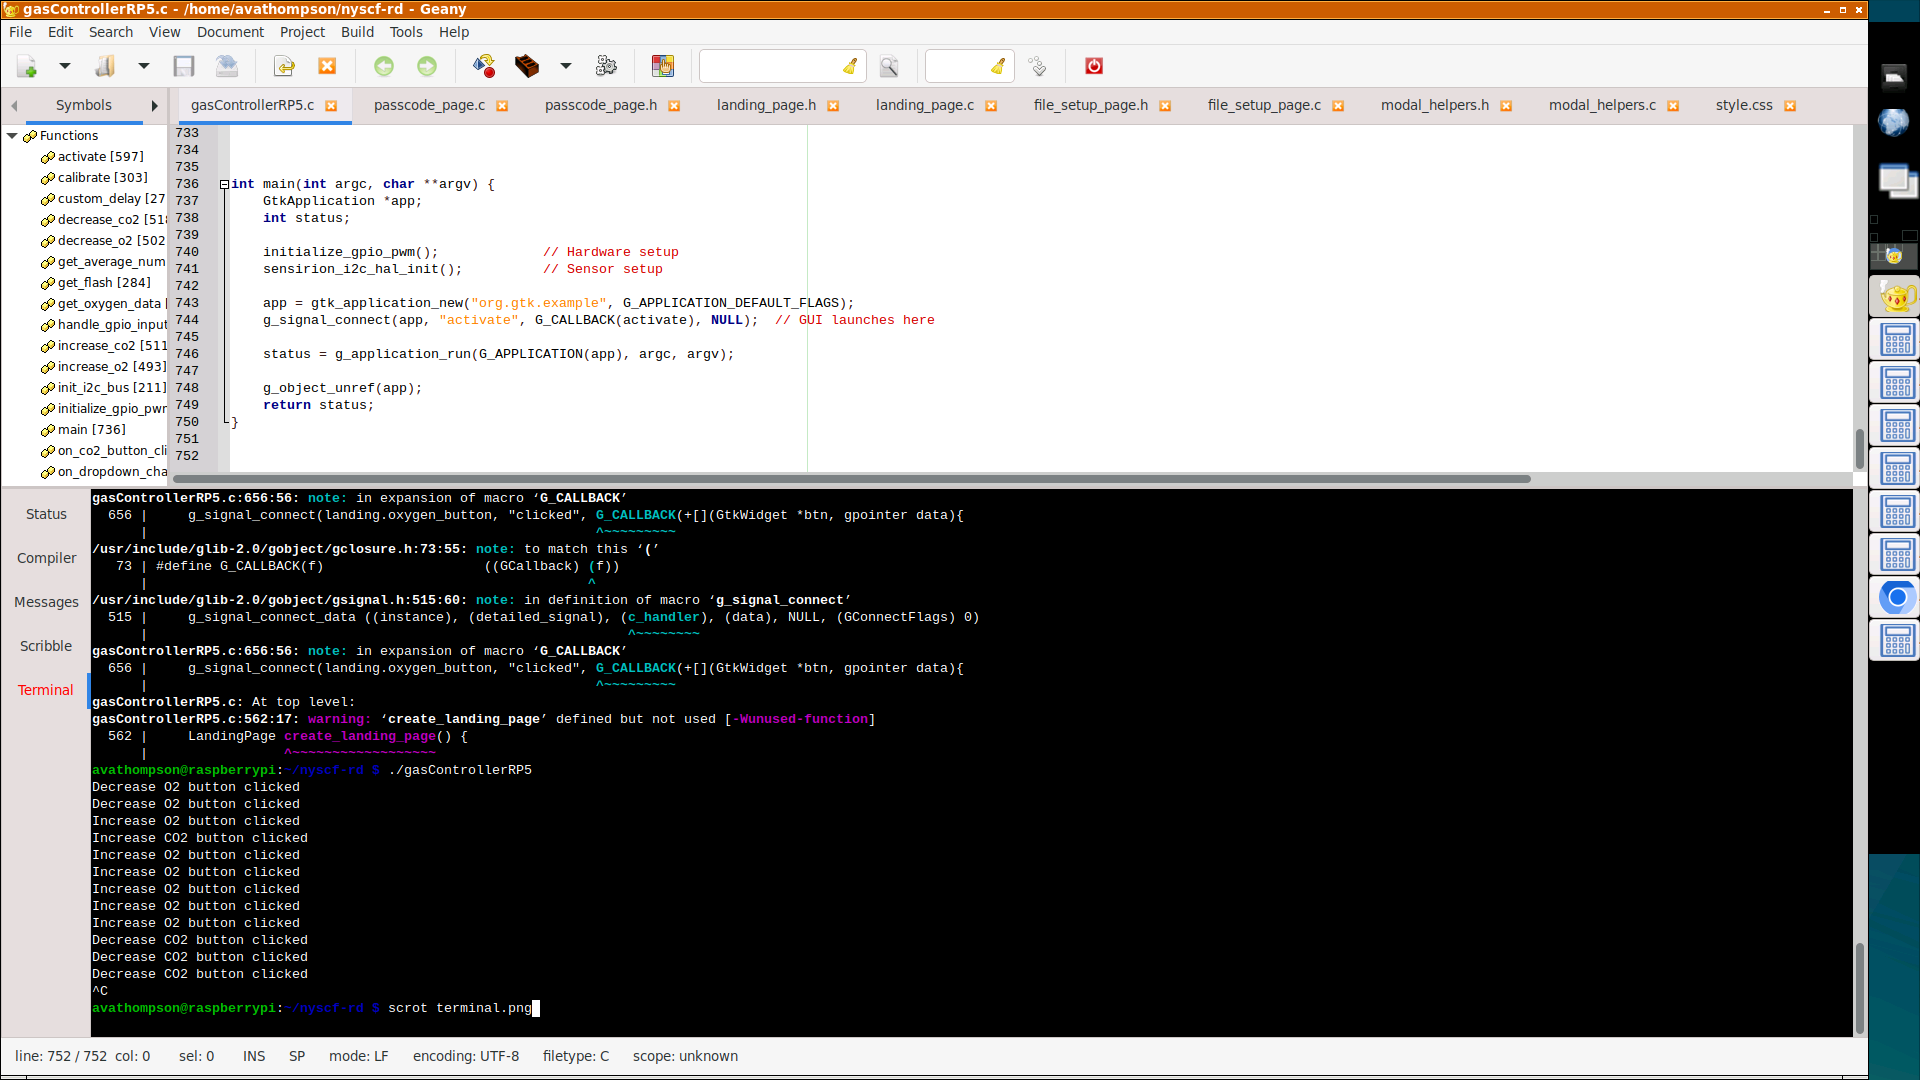 gasControllerRP5.c - /home/avathompson/nyscf-rd - Geany
File Edit Search View Document Project Build Tools Help
Symbols gasControllerRP5.c passcode_page.c passcode_page.h landing_page.h landing_page.c file_setup_page.h file_setup_page.c modal_helpers.h modal_helpers.c style.css
Functions
activate [597]
calibrate [303]
custom_delay [27
decrease_co2 [518
decrease_o2 [502
get_average_num
get_flash [284]
get_oxygen_data [
handle_gpio_input
increase_co2 [511
increase_o2 [493]
init_i2c_bus [211]
initialize_gpio_pwr
main [736]
on_co2_button_cli
on_dropdown_cha
733
734
735
736 int main(int argc, char **argv) {
737     GtkApplication *app;
738     int status;
739
740     initialize_gpio_pwm();             // Hardware setup
741     sensirion_i2c_hal_init();          // Sensor setup
742
743     app = gtk_application_new("org.gtk.example", G_APPLICATION_DEFAULT_FLAGS);
744     g_signal_connect(app, "activate", G_CALLBACK(activate), NULL);  // GUI launches here
745
746     status = g_application_run(G_APPLICATION(app), argc, argv);
747
748     g_object_unref(app);
749     return status;
750 }
751
752
Status
Compiler
Messages
Scribble
Terminal
gasControllerRP5.c:656:56: note: in expansion of macro ‘G_CALLBACK’
  656 |     g_signal_connect(landing.oxygen_button, "clicked", G_CALLBACK(+[](GtkWidget *btn, gpointer data){
      |                                                        ^~~~~~~~~~
/usr/include/glib-2.0/gobject/gclosure.h:73:55: note: to match this ‘(’
   73 | #define G_CALLBACK(f)                    ((GCallback) (f))
      |                                                       ^
/usr/include/glib-2.0/gobject/gsignal.h:515:60: note: in definition of macro ‘g_signal_connect’
  515 |     g_signal_connect_data ((instance), (detailed_signal), (c_handler), (data), NULL, (GConnectFlags) 0)
      |                                                            ^~~~~~~~~
gasControllerRP5.c:656:56: note: in expansion of macro ‘G_CALLBACK’
  656 |     g_signal_connect(landing.oxygen_button, "clicked", G_CALLBACK(+[](GtkWidget *btn, gpointer data){
      |                                                        ^~~~~~~~~~
gasControllerRP5.c: At top level:
gasControllerRP5.c:562:17: warning: ‘create_landing_page’ defined but not used [-Wunused-function]
  562 |     LandingPage create_landing_page() {
      |                 ^~~~~~~~~~~~~~~~~~~
avathompson@raspberrypi:~/nyscf-rd $ ./gasControllerRP5
Decrease O2 button clicked
Decrease O2 button clicked
Increase O2 button clicked
Increase CO2 button clicked
Increase O2 button clicked
Increase O2 button clicked
Increase O2 button clicked
Increase O2 button clicked
Increase O2 button clicked
Decrease CO2 button clicked
Decrease CO2 button clicked
Decrease CO2 button clicked
^C
avathompson@raspberrypi:~/nyscf-rd $ scrot terminal.png
line: 752 / 752 col: 0 sel: 0 INS SP mode: LF encoding: UTF-8 filetype: C scope: unknown